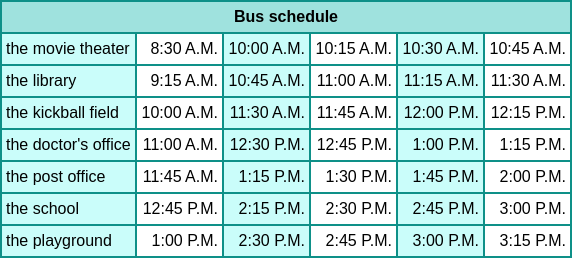 Bus schedule
the movie theater 8:30 A.M. 10:00 A.M. 10:15 A.M. 10:30 A.M. 10:45 A.M.
the library 9:15 A.M. 10:45 A.M. 11:00 A.M. 11:15 A.M. 11:30 A.M.
the kickball field 10:00 A.M. 11:30 A.M. 11:45 A.M. 12:00 P.M. 12:15 P.M.
the doctor's office 11:00 A.M. 12:30 P.M. 12:45 P.M. 1:00 P.M. 1:15 P.M.
the post office 11:45 A.M. 1:15 P.M. 1:30 P.M. 1:45 P.M. 2:00 P.M.
the school 12:45 P.M. 2:15 P.M. 2:30 P.M. 2:45 P.M. 3:00 P.M.
the playground 1:00 P.M. 2:30 P.M. 2:45 P.M. 3:00 P.M. 3:15 P.M.